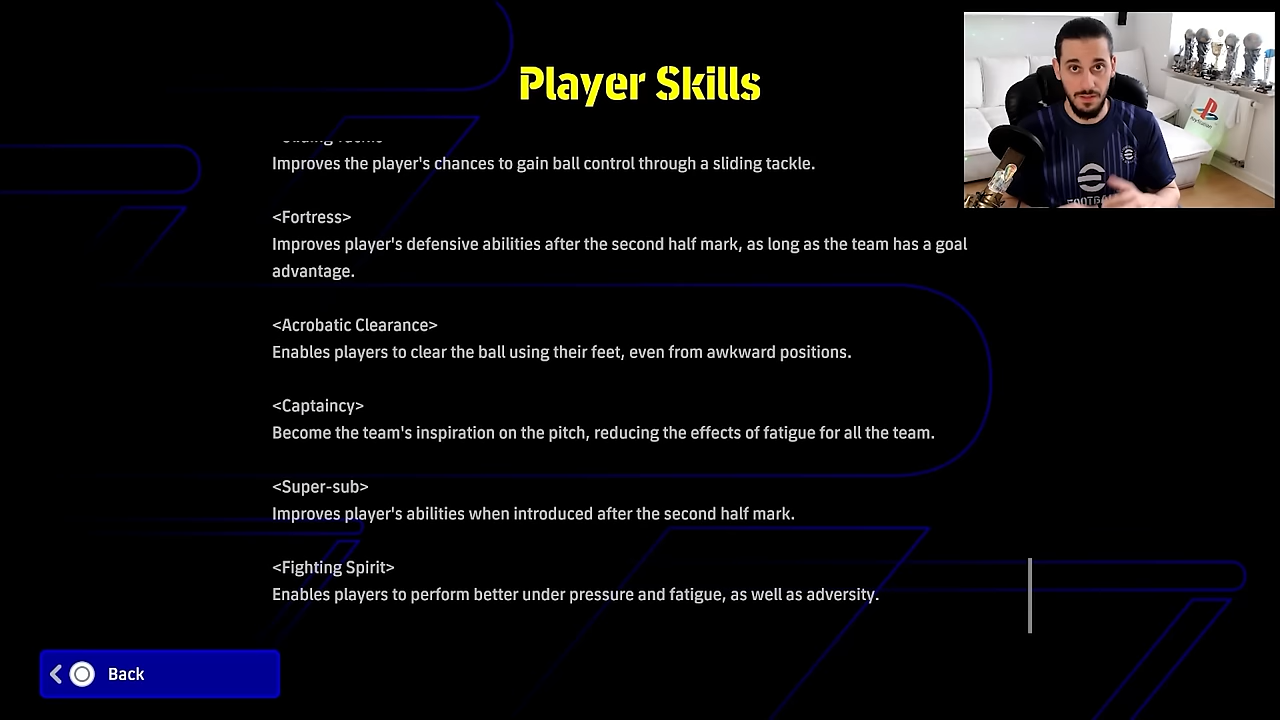 Player Skills
Improves the player's chances to gain ball control through a sliding tackle.
<Fortress>
Improves player's defensive abilities after the second half mark, as long as the team has a goal
advantage.
<Acrobatic Clearance>
Enables players to clear the ball using their feet, even from awkward positions.
<Captaincy>
Become the team's inspiration on the pitch, reducing the effects of fatigue for all the team.
<Super-sub>
Improves player's abilities when introduced after the second half mark.
<Fighting Spirit>
Enables players to perform better under pressure and fatigue, as well as adversity.
Back